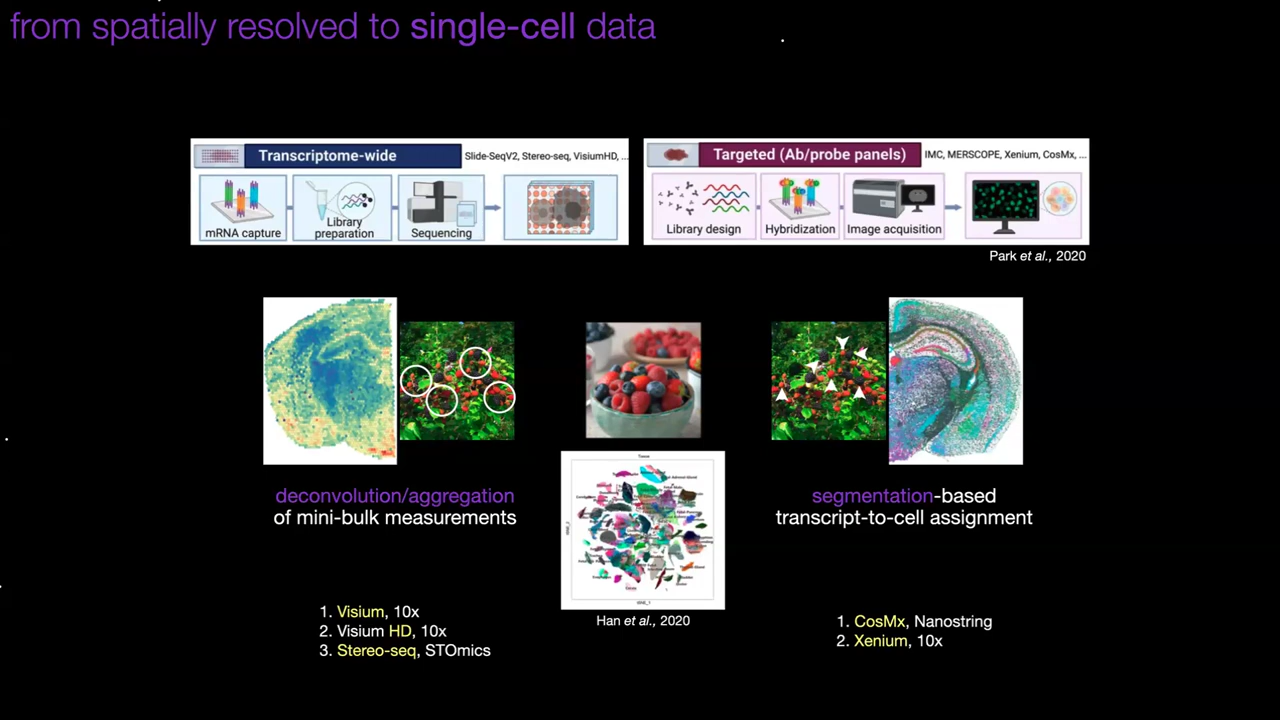 from spatially resolved to single-cell data
Transcriptome-wide
Slide-SeqV2, Stereo-seq, VisiumHD, ...
mRNA capture
Library preparation
Sequencing
Targeted (Ab/probe panels)
IMC, MERSCOPE, Xenium, CosMx, ...
Library design
Hybridization
Image acquisition
Park et al., 2020
deconvolution/aggregation
of mini-bulk measurements
segmentation-based
transcript-to-cell assignment
1. Visium, 10x
2. Visium HD, 10x
3. Stereo-seq, STOmics
Han et al., 2020
1. CosMx, Nanostring
2. Xenium, 10x